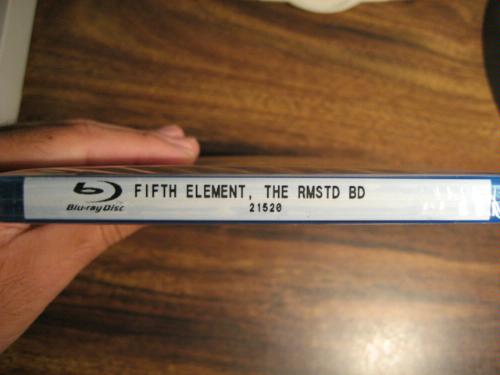 Blu-ray Disc
FIFTH ELEMENT, THE RMSTD BD
21520